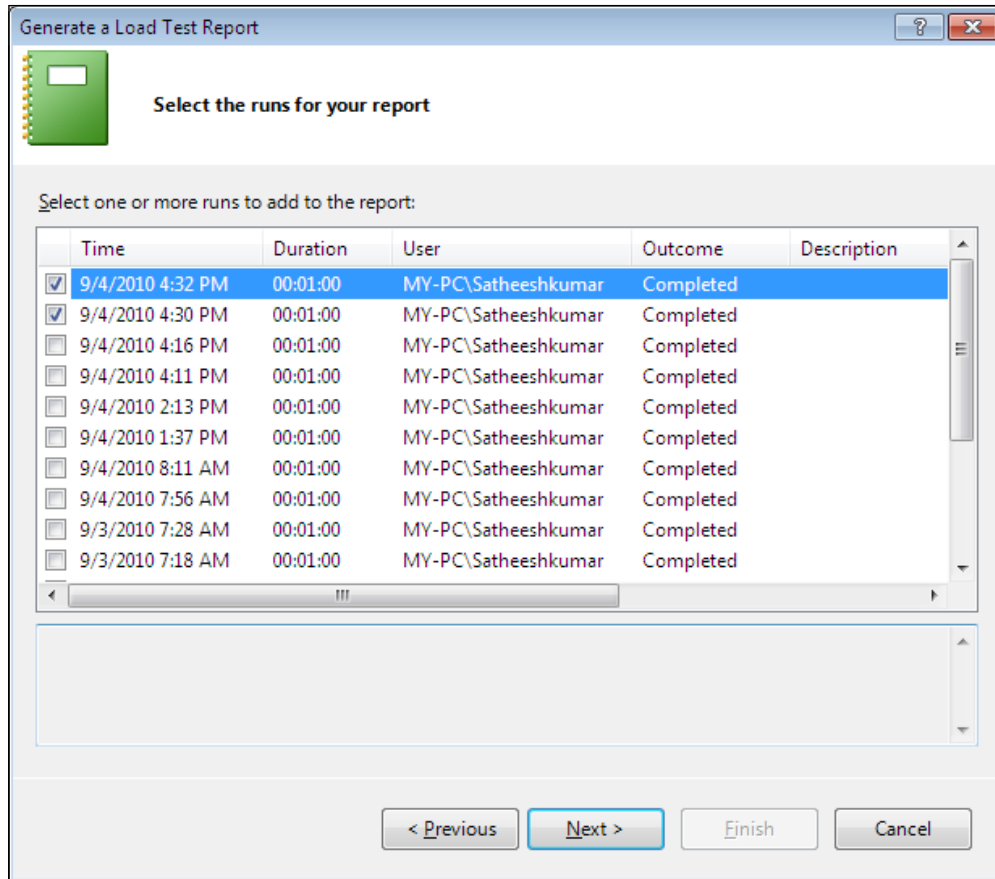 Generate a Load Test Report
Select the runs for your report
Select one or more runs to add to the report:
Time Duration User Outcome Description
9/4/2010 4:32 PM 00:01:00 MY-PC\Satheeshkumar Completed
9/4/2010 4:30 PM 00:01:00 MY-PC\Satheeshkumar Completed
9/4/2010 4:16 PM 00:01:00 MY-PC\Satheeshkumar Completed
9/4/2010 4:11 PM 00:01:00 MY-PC\Satheeshkumar Completed
9/4/2010 2:13 PM 00:01:00 MY-PC\Satheeshkumar Completed
9/4/2010 1:37 PM 00:01:00 MY-PC\Satheeshkumar Completed
9/4/2010 8:11 AM 00:01:00 MY-PC\Satheeshkumar Completed
9/4/2010 7:56 AM 00:01:00 MY-PC\Satheeshkumar Completed
9/3/2010 7:28 AM 00:01:00 MY-PC\Satheeshkumar Completed
9/3/2010 7:18 AM 00:01:00 MY-PC\Satheeshkumar Completed
< Previous Next > Finish Cancel